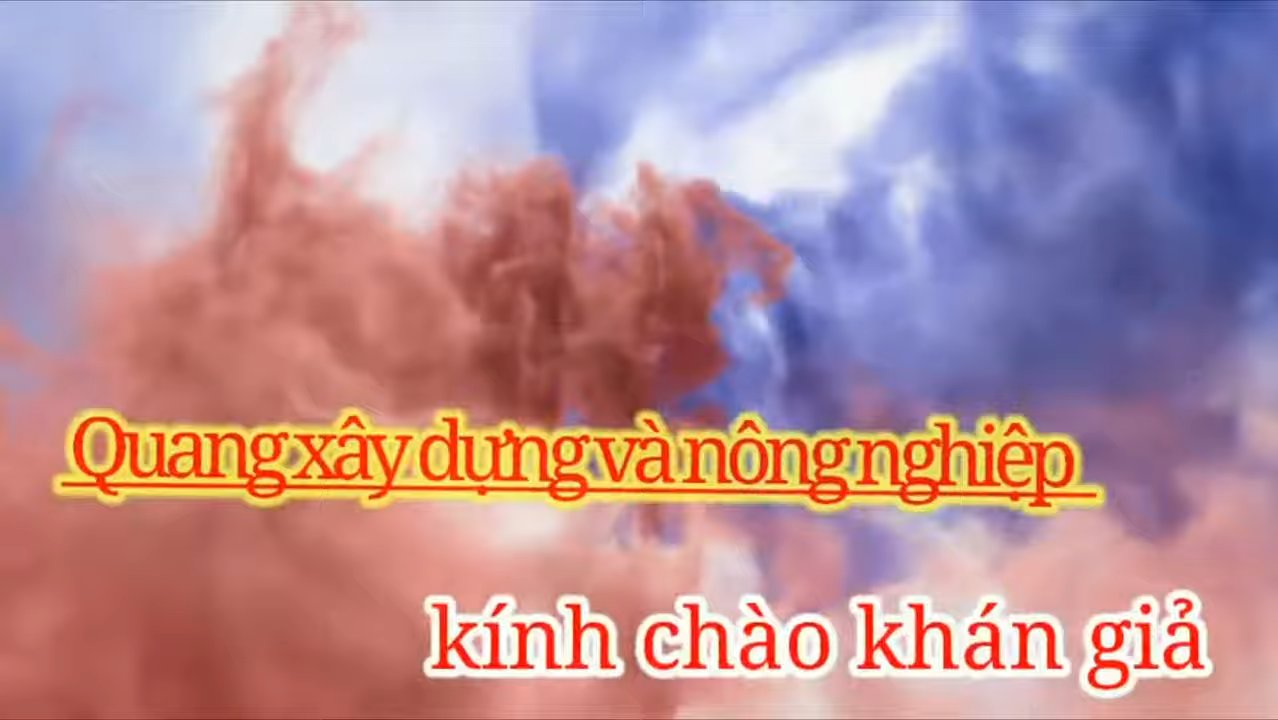 Quang xây dựng và nông nghiệp
kính chào khán giả